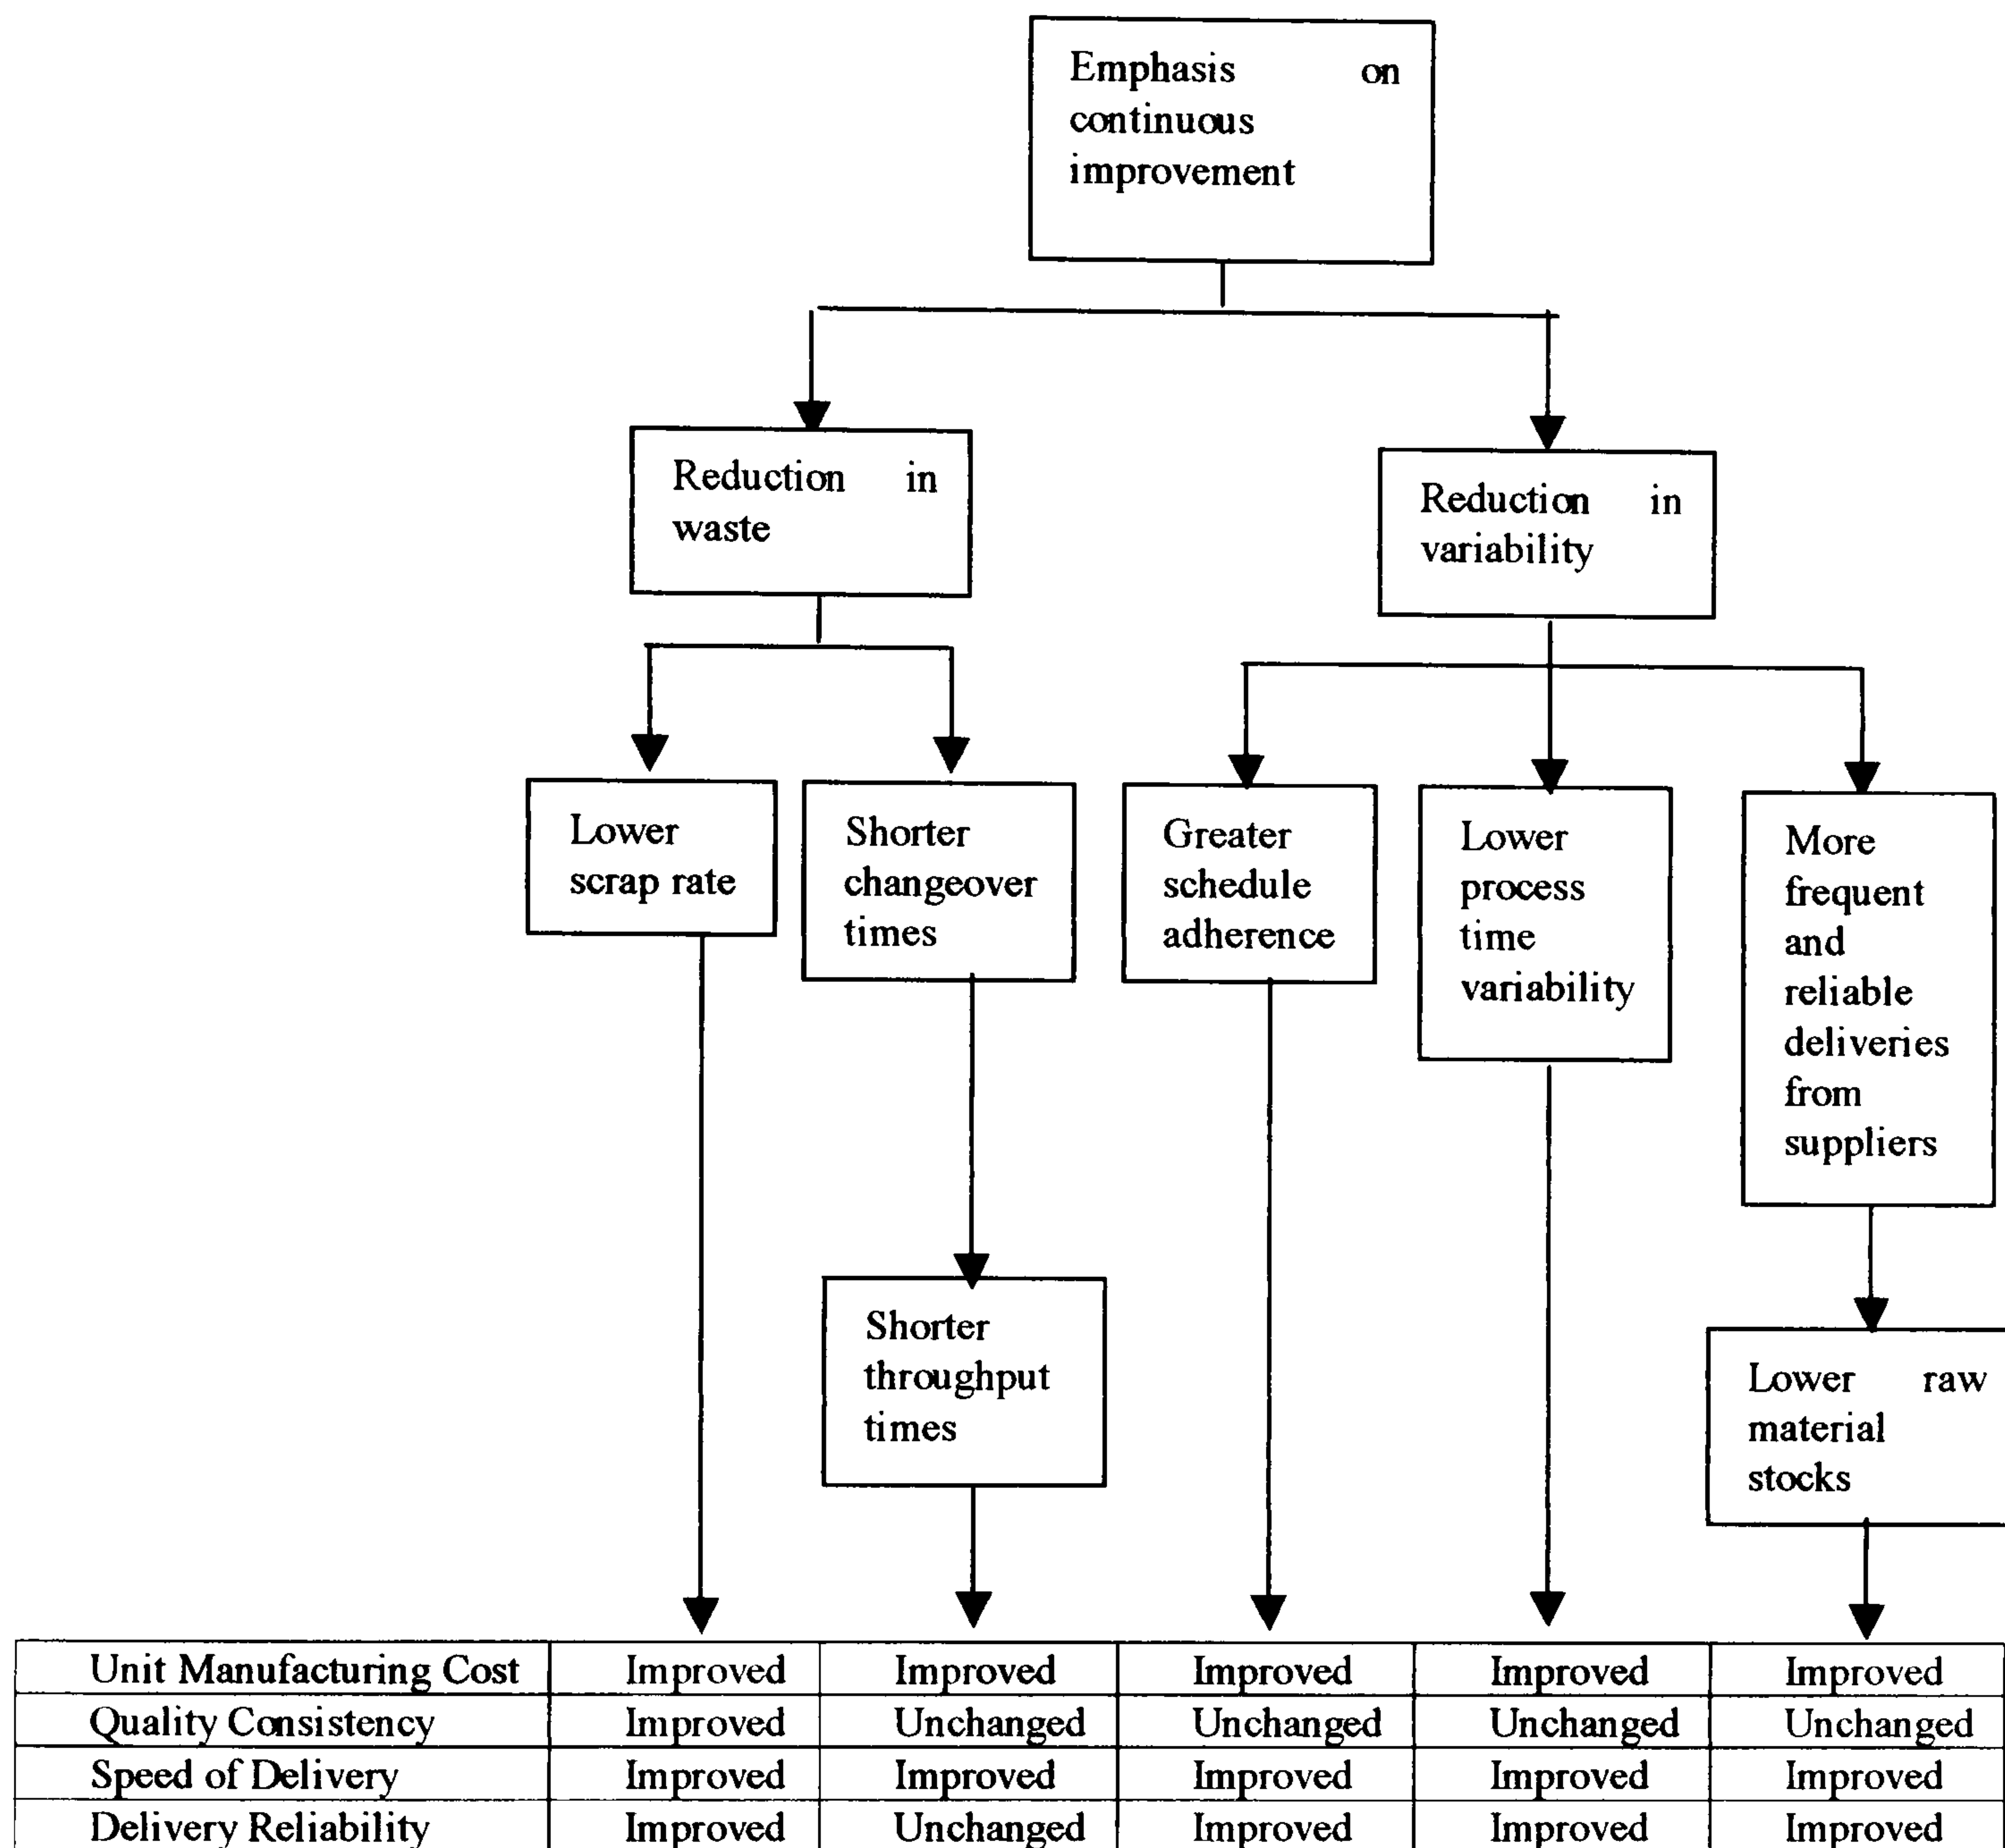 Emphasis on
continuous
improvement
Reduction in
waste
Reduction in
variability
Lower
scrap rate
Shorter
changeover
times
Greater
schedule
adherence
Lower
process
time
variability
More
frequent
and
reliable
deliveries
from
suppliers
Shorter
throughput
times
Lower raw
material
stocks
Unit Manufacturing Cost Improved Improved Improved Improved Improved
Quality Consistency Improved Unchanged Unchanged Unchanged Unchanged
Speed of Delivery Improved Improved Improved Improved Improved
Delivery Reliability Improved Unchanged Improved Improved Improved